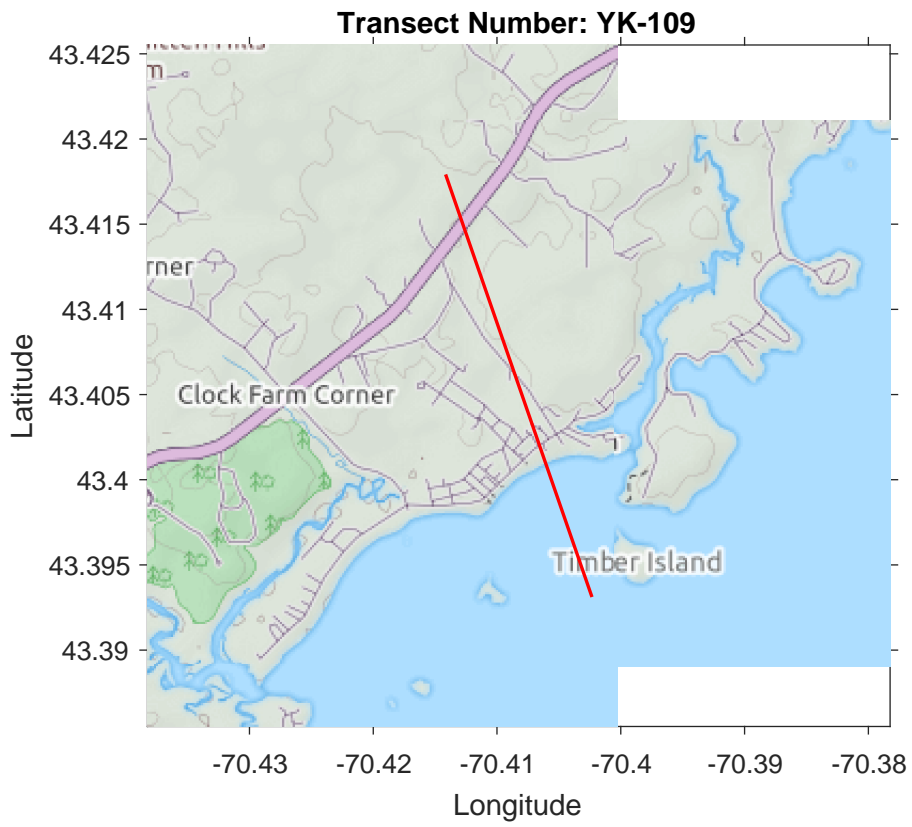 Transect Number: YK-109
43.425
43.42
43.415
43.41
43.405
43.4
43.395
43.39
Latitude
m
rner
Clock Farm Corner
Timber Island
-70.43
-70.42
-70.41
-70.4
-70.39
-70.38
Longitude